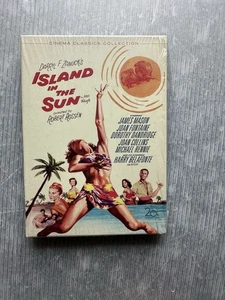 CINEMA CLASSICS COLLECTION
DARRYL F. ZANUCK'S
ISLAND
IN THE
SUN
ROBERT ROSSEN
JAMES MASON
JOAN FONTAINE
DOROTHY DANDRIDGE
JOAN COLLINS
MICHAEL RENNIE
HARRY BELAFONTE